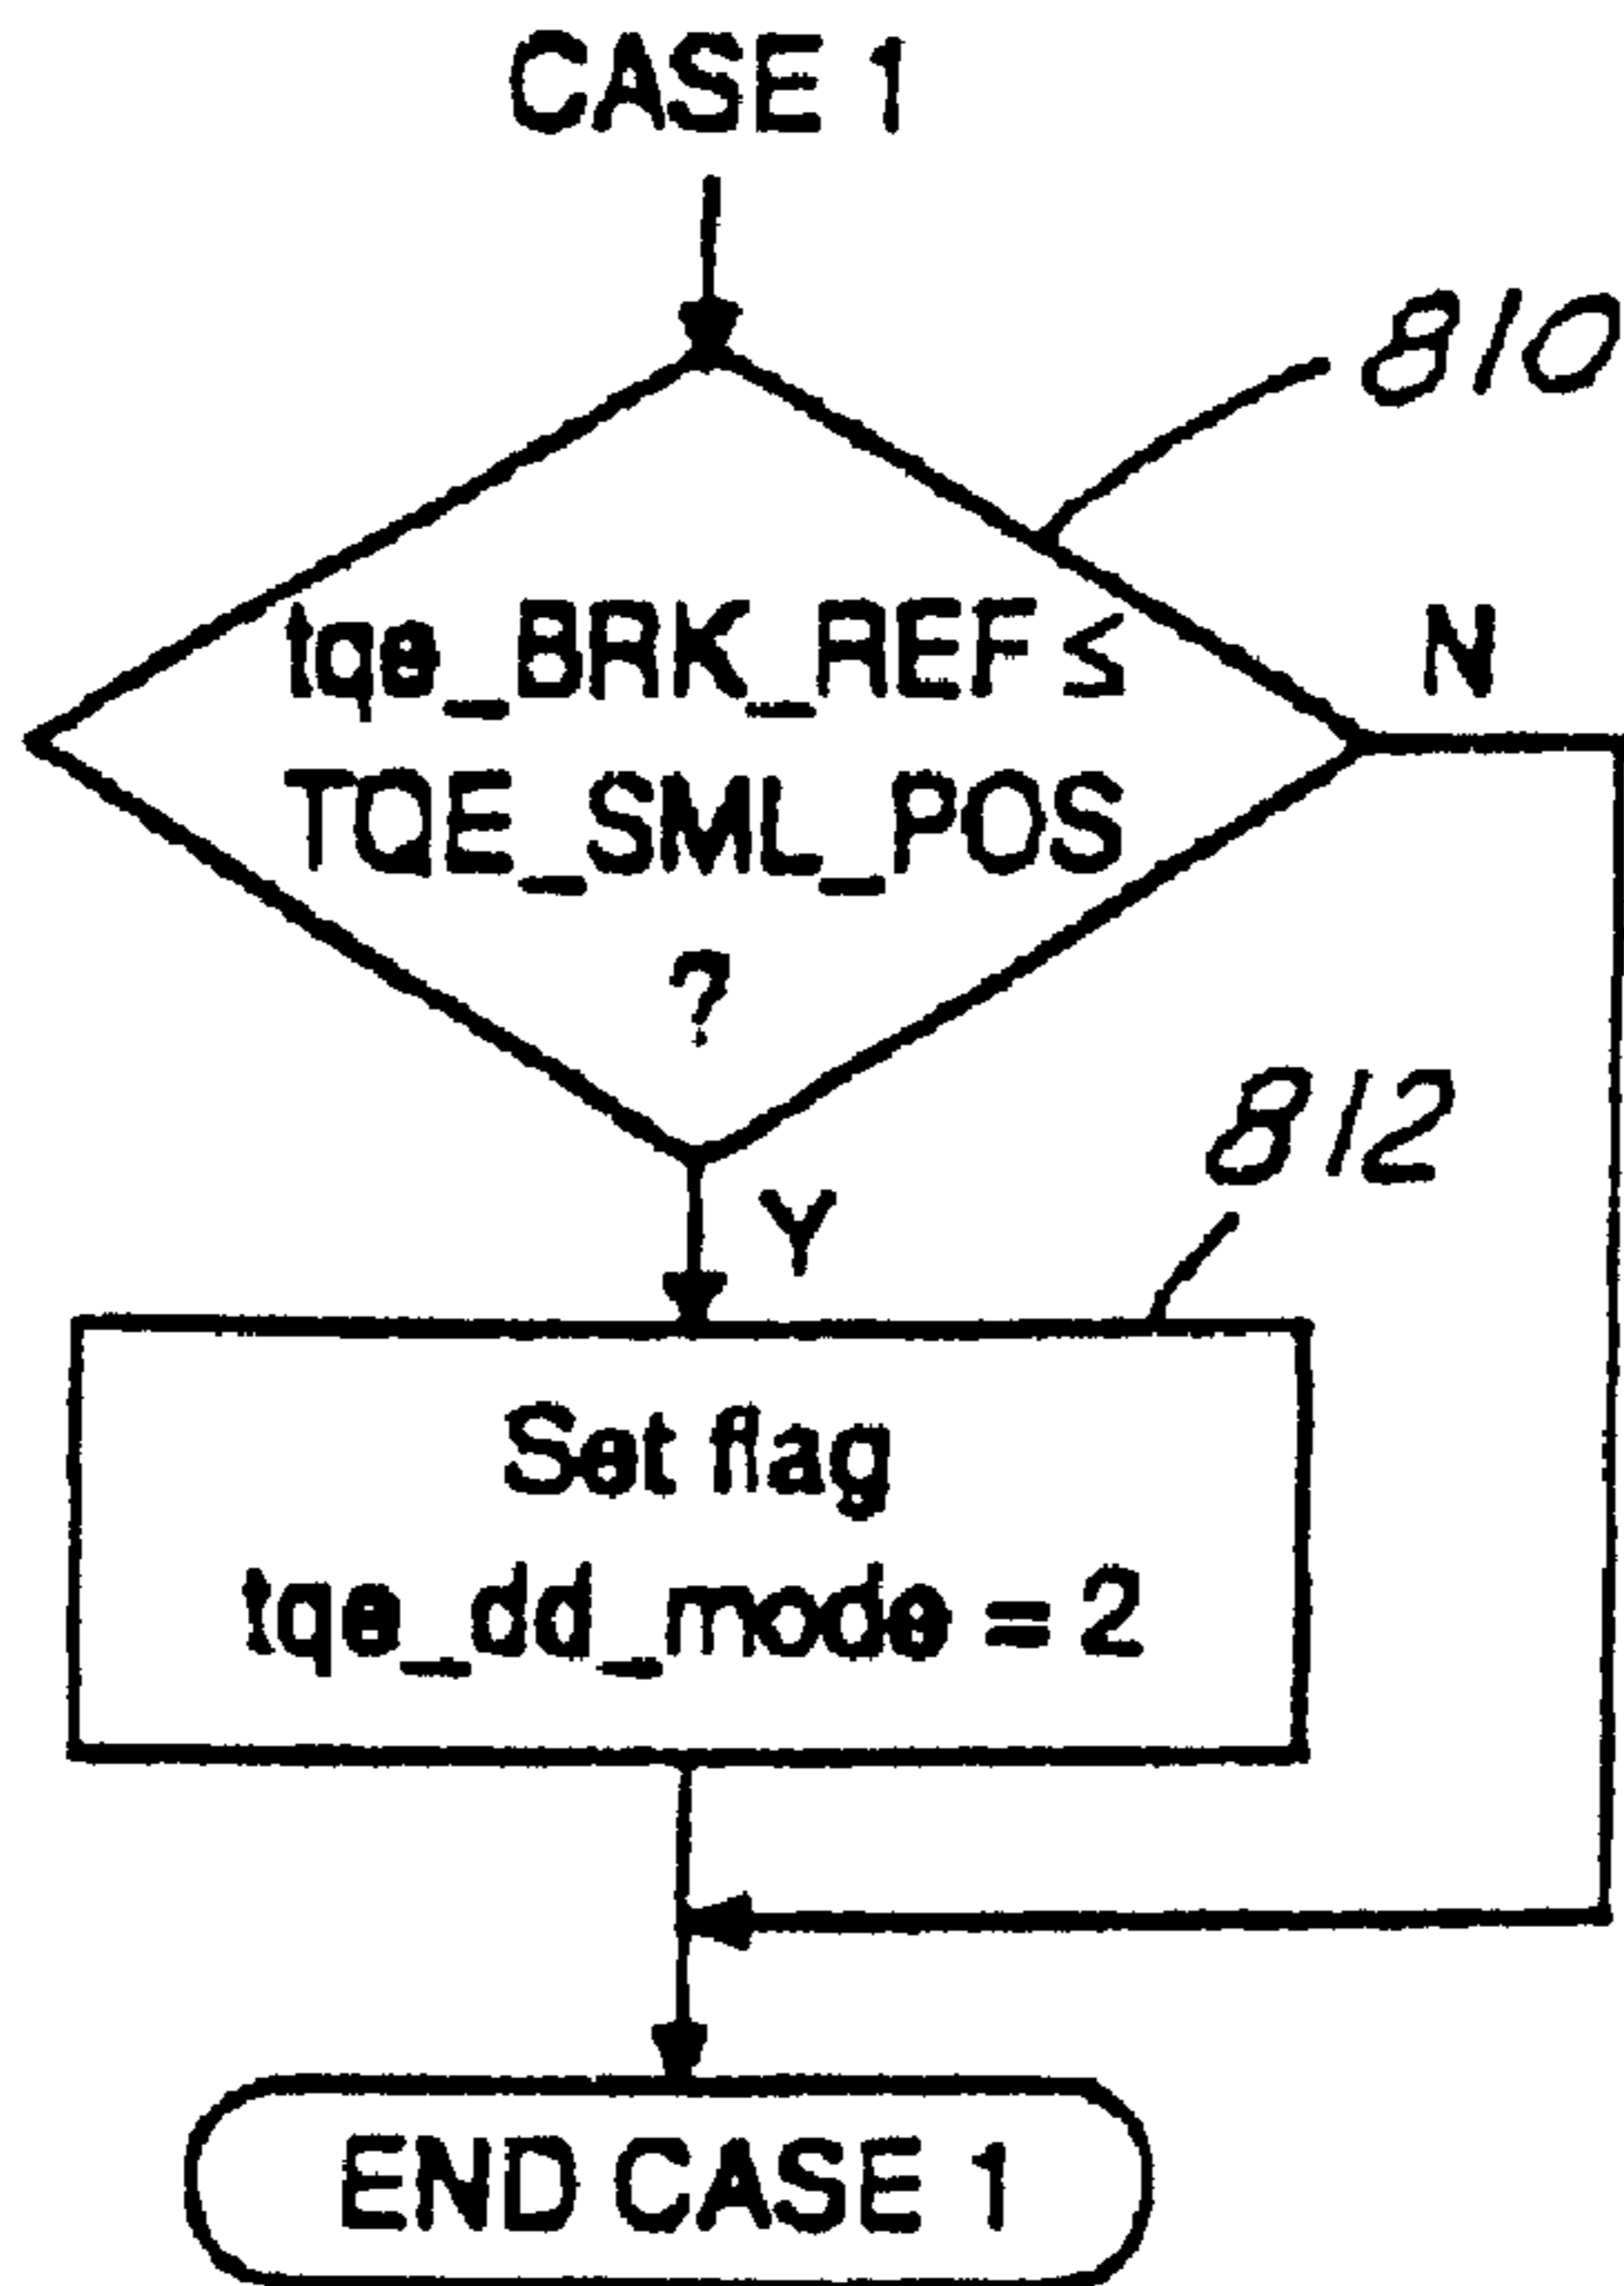 CASE 1
810
tqe_BRK_REF ≤
TQE_SML_POS
?
N
Y
812
Set flag
tqe_dd_mode = 2
END CASE 1